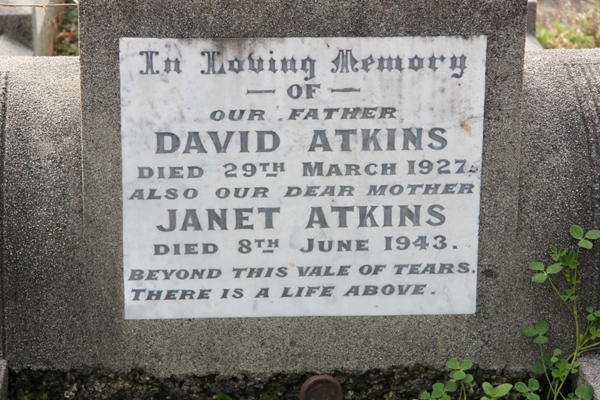 In Loving Memory
— OF —
OUR FATHER
DAVID ATKINS
DIED 29TH MARCH 1927.
ALSO OUR DEAR MOTHER
JANET ATKINS
DIED 8TH JUNE 1943.
BEYOND THIS VALE OF TEARS.
THERE IS A LIFE ABOVE.